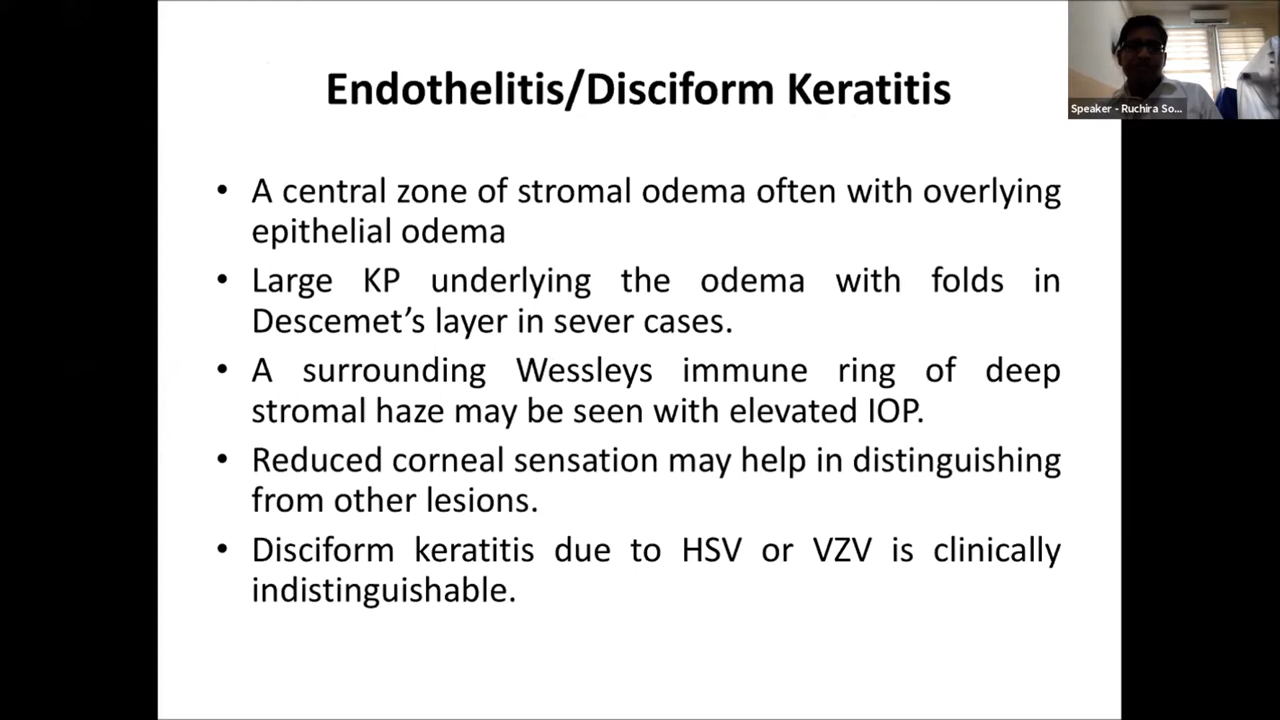 Endothelitis/Disciform Keratitis
Speaker - Ruchira So...
• A central zone of stromal odema often with overlying
epithelial odema
• Large KP underlying the odema with folds in
Descemet’s layer in sever cases.
• A surrounding Wessleys immune ring of deep
stromal haze may be seen with elevated IOP.
• Reduced corneal sensation may help in distinguishing
from other lesions.
• Disciform keratitis due to HSV or VZV is clinically
indistinguishable.